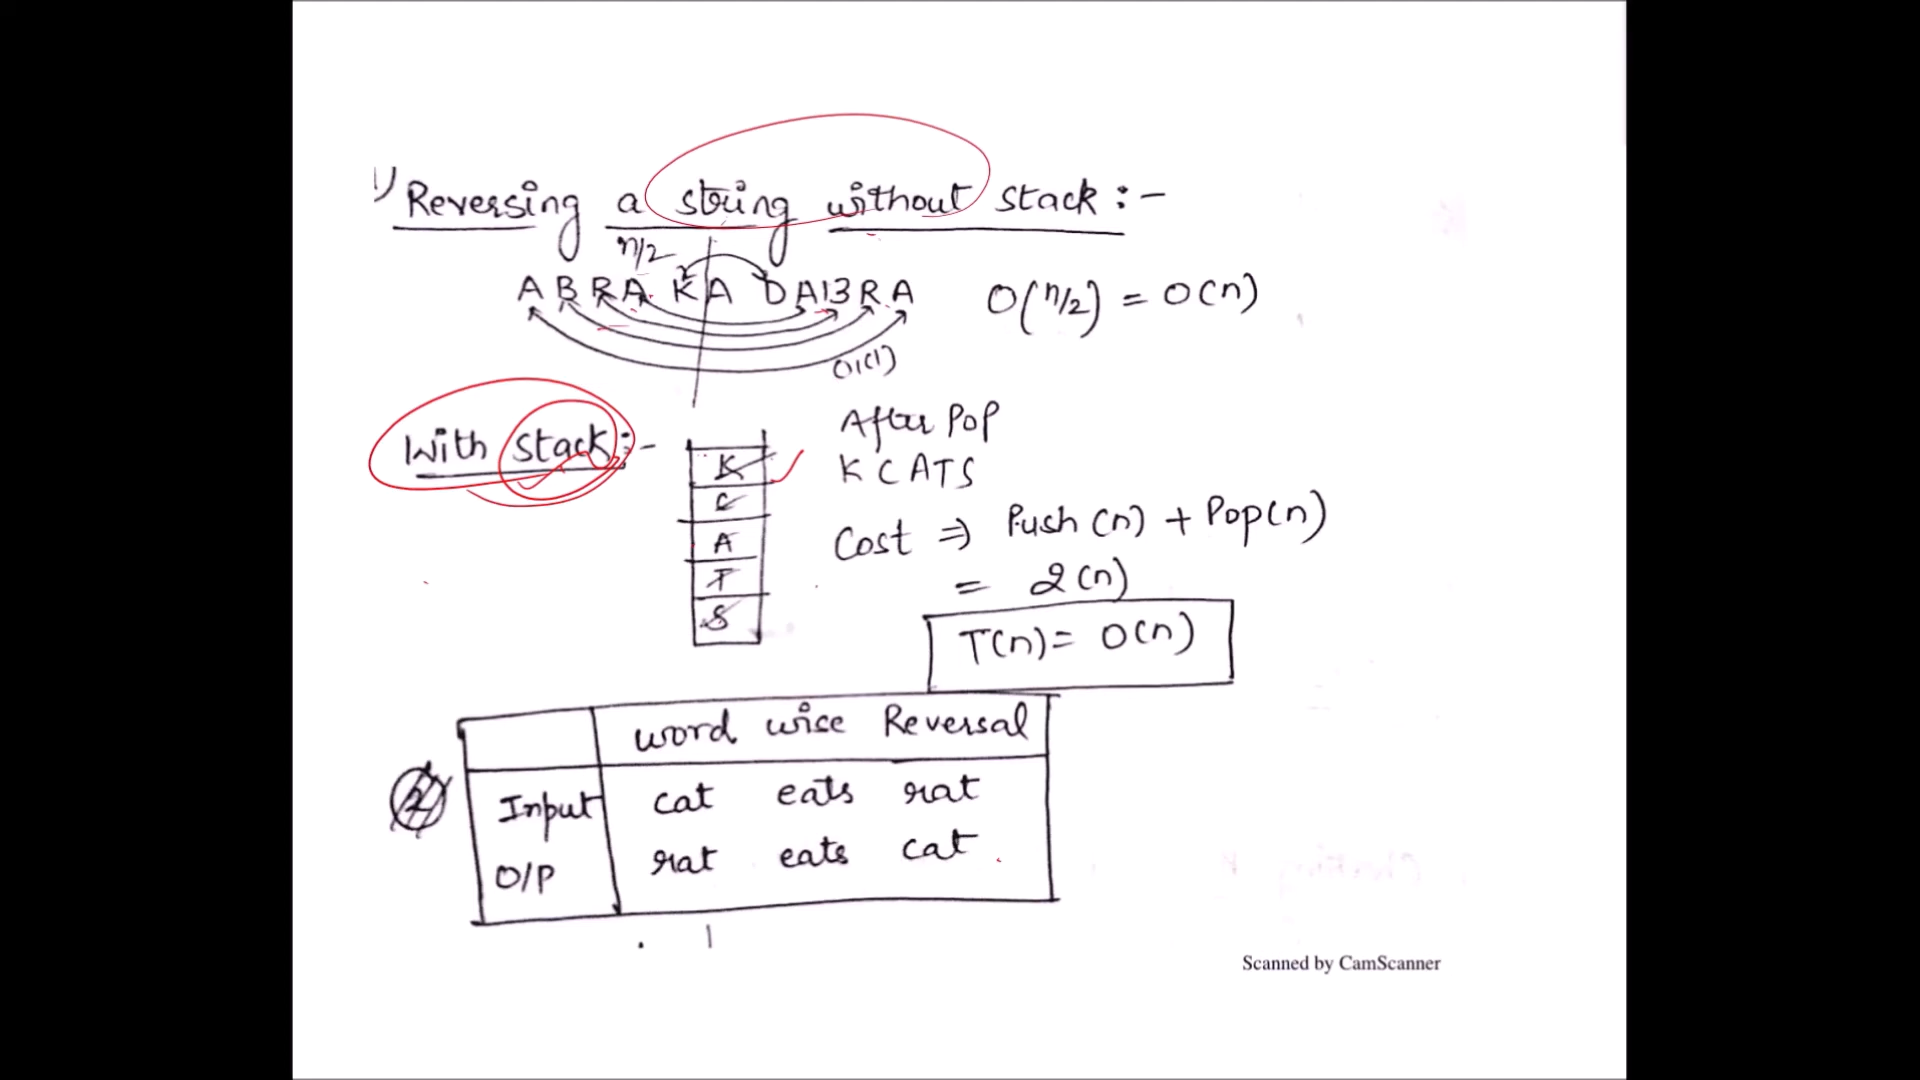 1) Reversing a string without stack :-
n/2
A B R A K A D A B R A O(n/2) = O(n)
O(1)
With stack :-
K
C
A
T
S
After Pop
K C A T S
Cost ⇒ Push (n) + Pop(n)
= 2(n)
T(n) = O(n)
word wise Reversal
2
Input cat eats rat
O/P rat eats cat
Scanned by CamScanner